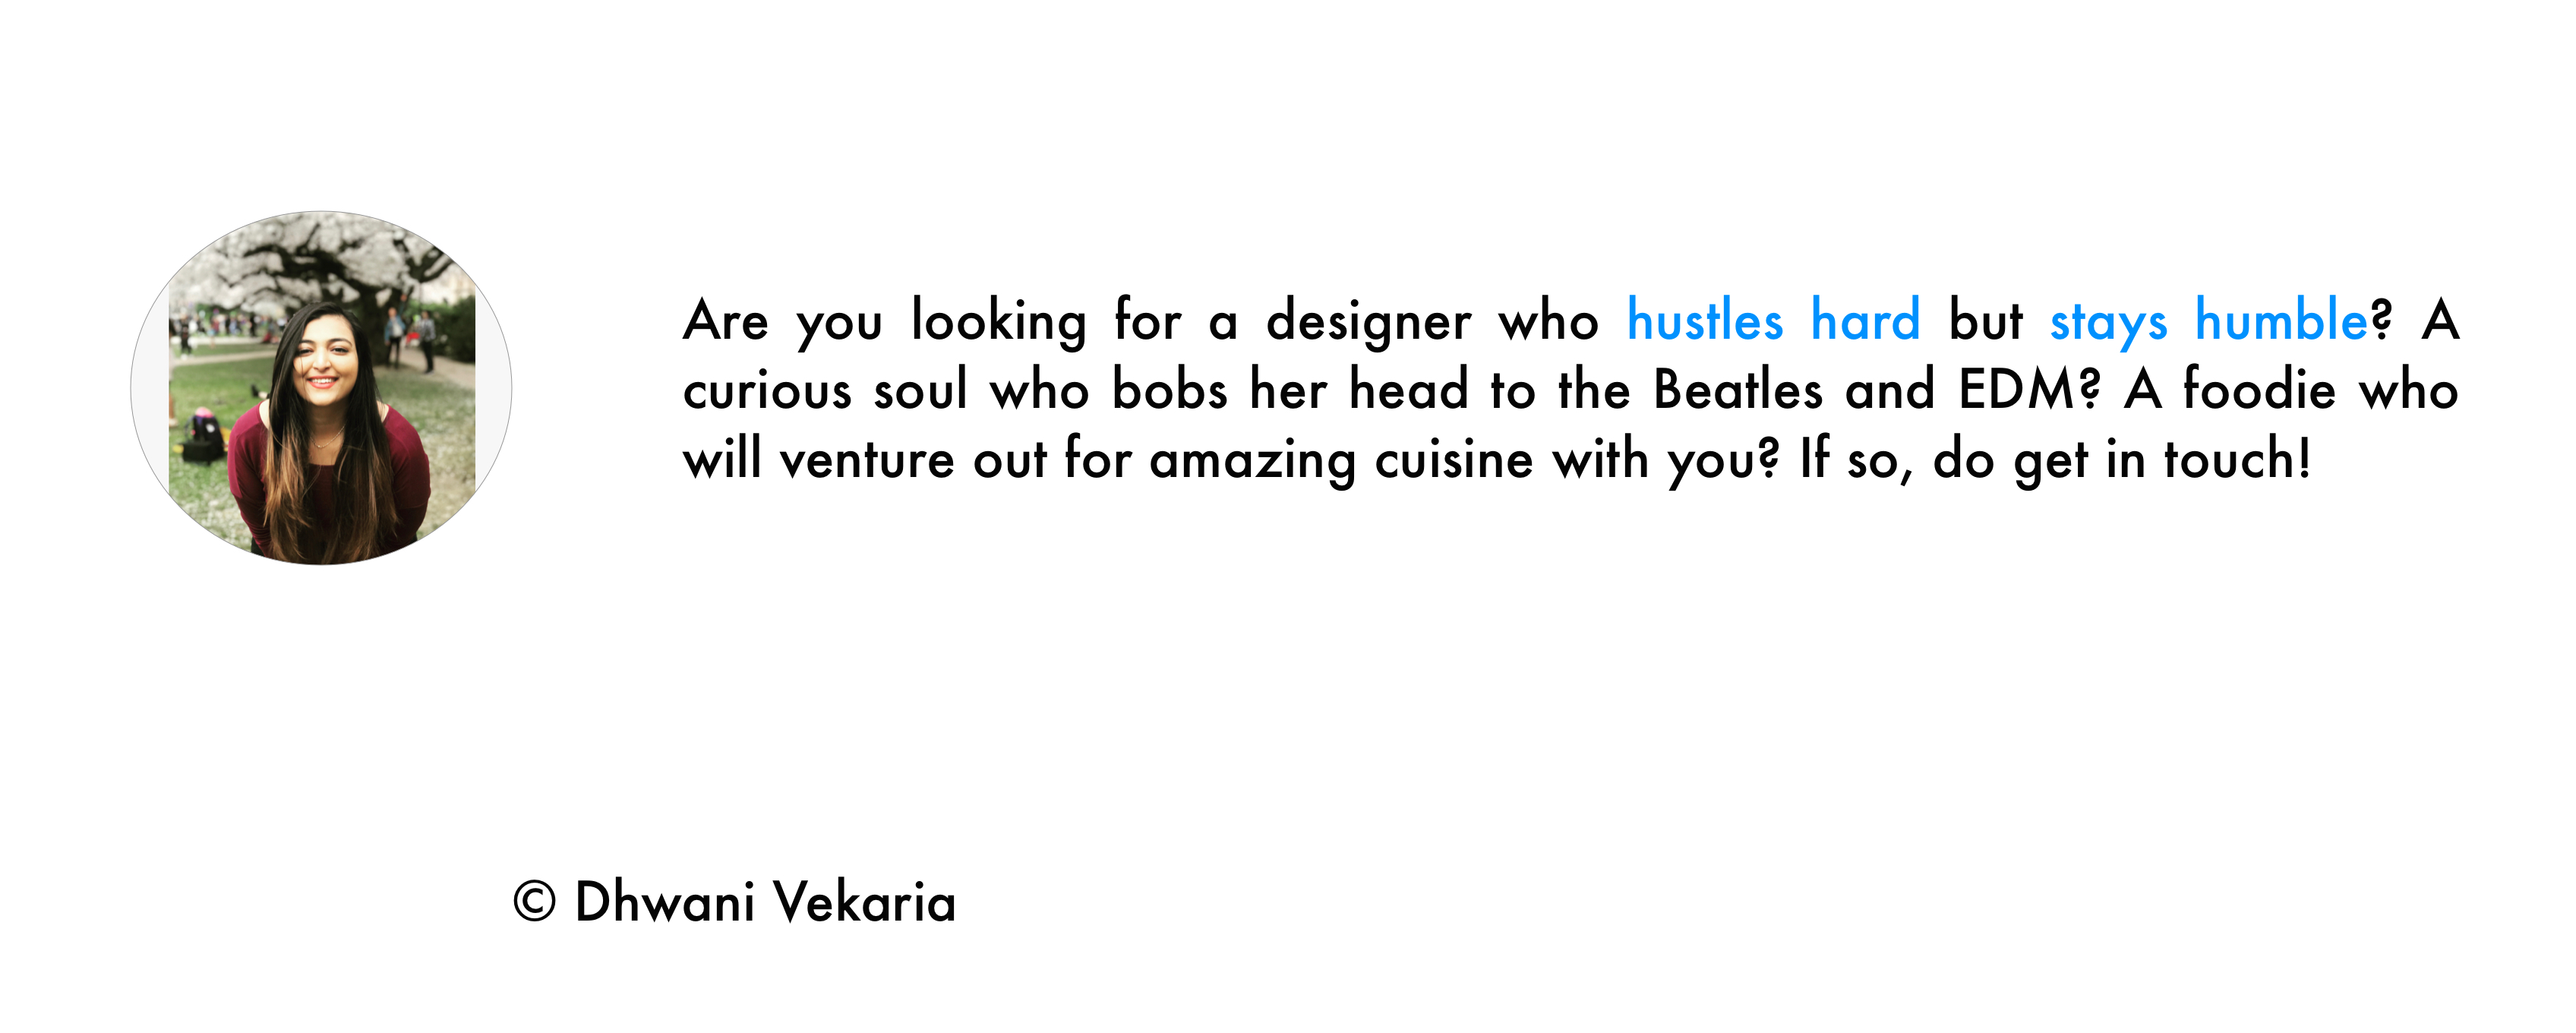 Are you looking for a designer who hustles hard but stays humble? A
curious soul who bobs her head to the Beatles and EDM? A foodie who
will venture out for amazing cuisine with you? If so, do get in touch!
© Dhwani Vekaria